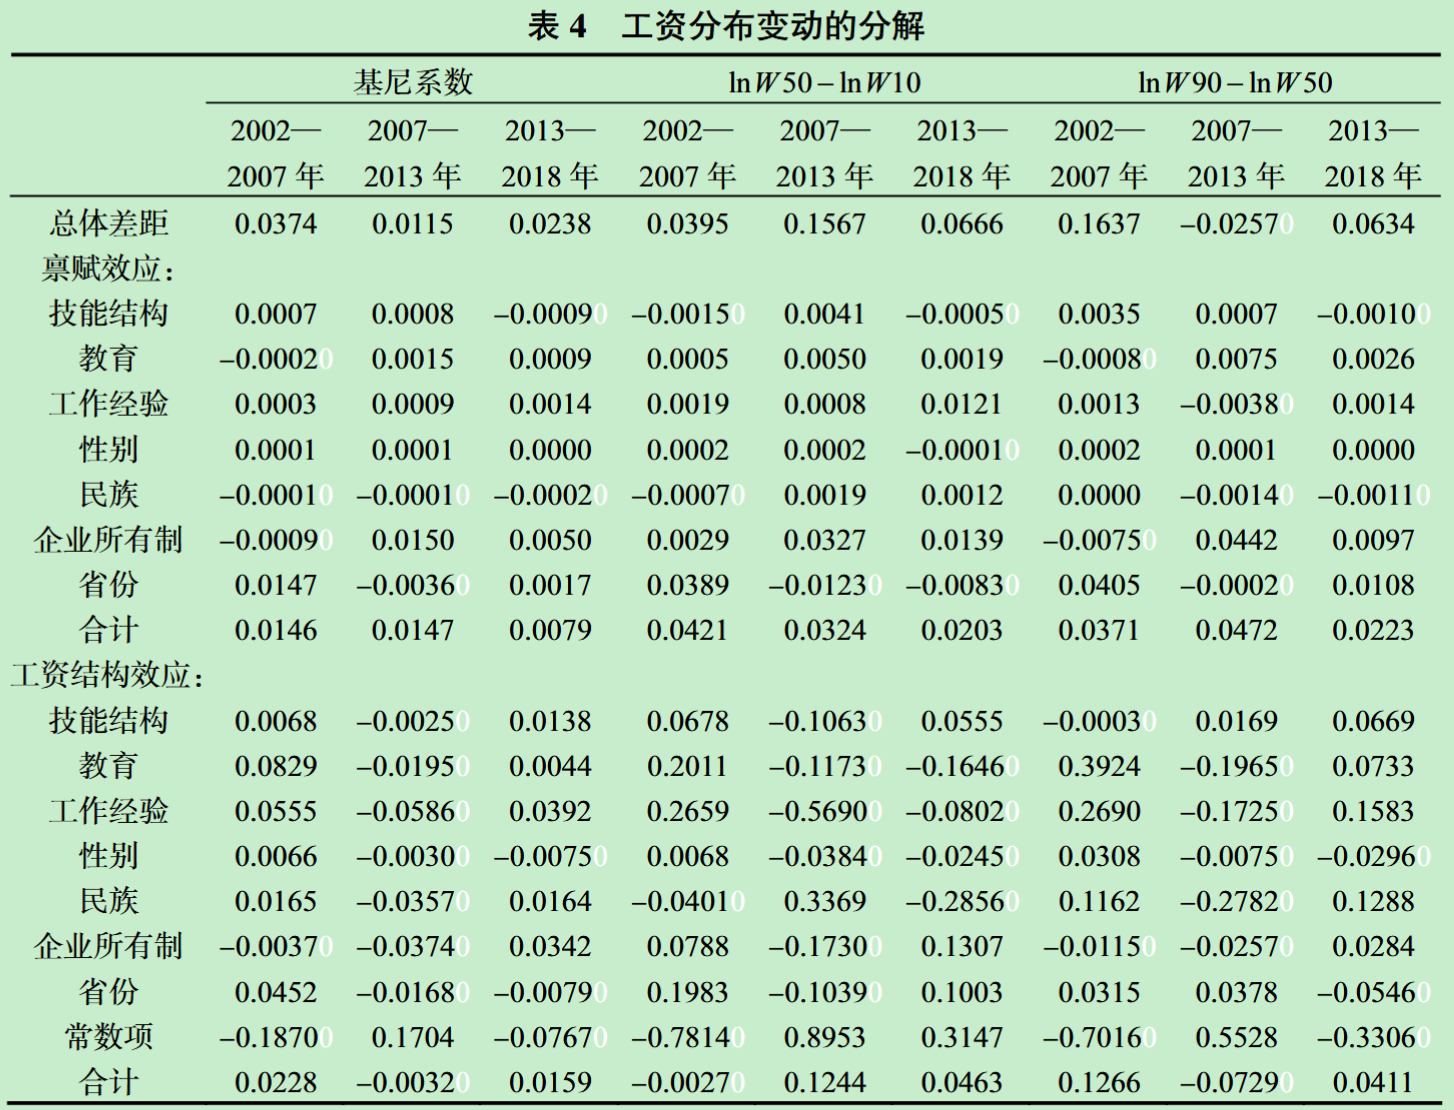 表 4 工资分布变动的分解
基尼系数 lnW50－lnW10 lnW90－lnW50
2002— 2007— 2013— 2002— 2007— 2013— 2002— 2007— 2013—
2007 年 2013 年 2018 年 2007 年 2013 年 2018 年 2007 年 2013 年 2018 年
总体差距 0.0374 0.0115 0.0238 0.0395 0.1567 0.0666 0.1637 –0.0257 0.0634
禀赋效应：
技能结构 0.0007 0.0008 –0.0009 –0.0015 0.0041 –0.0005 0.0035 0.0007 –0.0010
教育 –0.0002 0.0015 0.0009 0.0005 0.0050 0.0019 –0.0008 0.0075 0.0026
工作经验 0.0003 0.0009 0.0014 0.0019 0.0008 0.0121 0.0013 –0.0038 0.0014
性别 0.0001 0.0001 0.0000 0.0002 0.0002 –0.0001 0.0002 0.0001 0.0000
民族 –0.0001 –0.0001 –0.0002 –0.0007 0.0019 0.0012 0.0000 –0.0014 –0.0011
企业所有制 –0.0009 0.0150 0.0050 0.0029 0.0327 0.0139 –0.0075 0.0442 0.0097
省份 0.0147 –0.0036 0.0017 0.0389 –0.0123 –0.0083 0.0405 –0.0002 0.0108
合计 0.0146 0.0147 0.0079 0.0421 0.0324 0.0203 0.0371 0.0472 0.0223
工资结构效应：
技能结构 0.0068 –0.0025 0.0138 0.0678 –0.1063 0.0555 –0.0003 0.0169 0.0669
教育 0.0829 –0.0195 0.0044 0.2011 –0.1173 –0.1646 0.3924 –0.1965 0.0733
工作经验 0.0555 –0.0586 0.0392 0.2659 –0.5690 –0.0802 0.2690 –0.1725 0.1583
性别 0.0066 –0.0030 –0.0075 0.0068 –0.0384 –0.0245 0.0308 –0.0075 –0.0296
民族 0.0165 –0.0357 0.0164 –0.0401 0.3369 –0.2856 0.1162 –0.2782 0.1288
企业所有制 –0.0037 –0.0374 0.0342 0.0788 –0.1730 0.1307 –0.0115 –0.0257 0.0284
省份 0.0452 –0.0168 –0.0079 0.1983 –0.1039 0.1003 0.0315 0.0378 –0.0546
常数项 –0.1870 0.1704 –0.0767 –0.7814 0.8953 0.3147 –0.7016 0.5528 –0.3306
合计 0.0228 –0.0032 0.0159 –0.0027 0.1244 0.0463 0.1266 –0.0729 0.0411